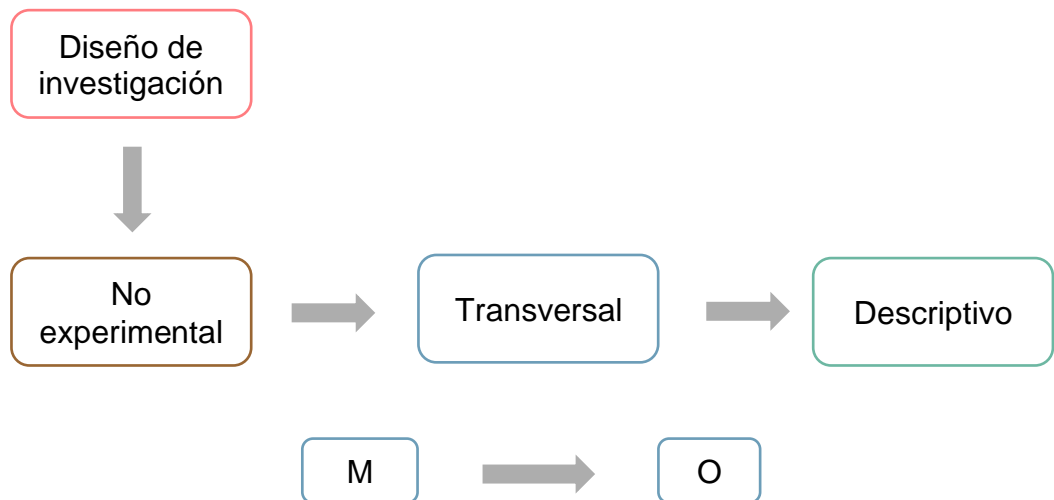 Diseño de
investigación
No
experimental
Transversal
Descriptivo
M
O